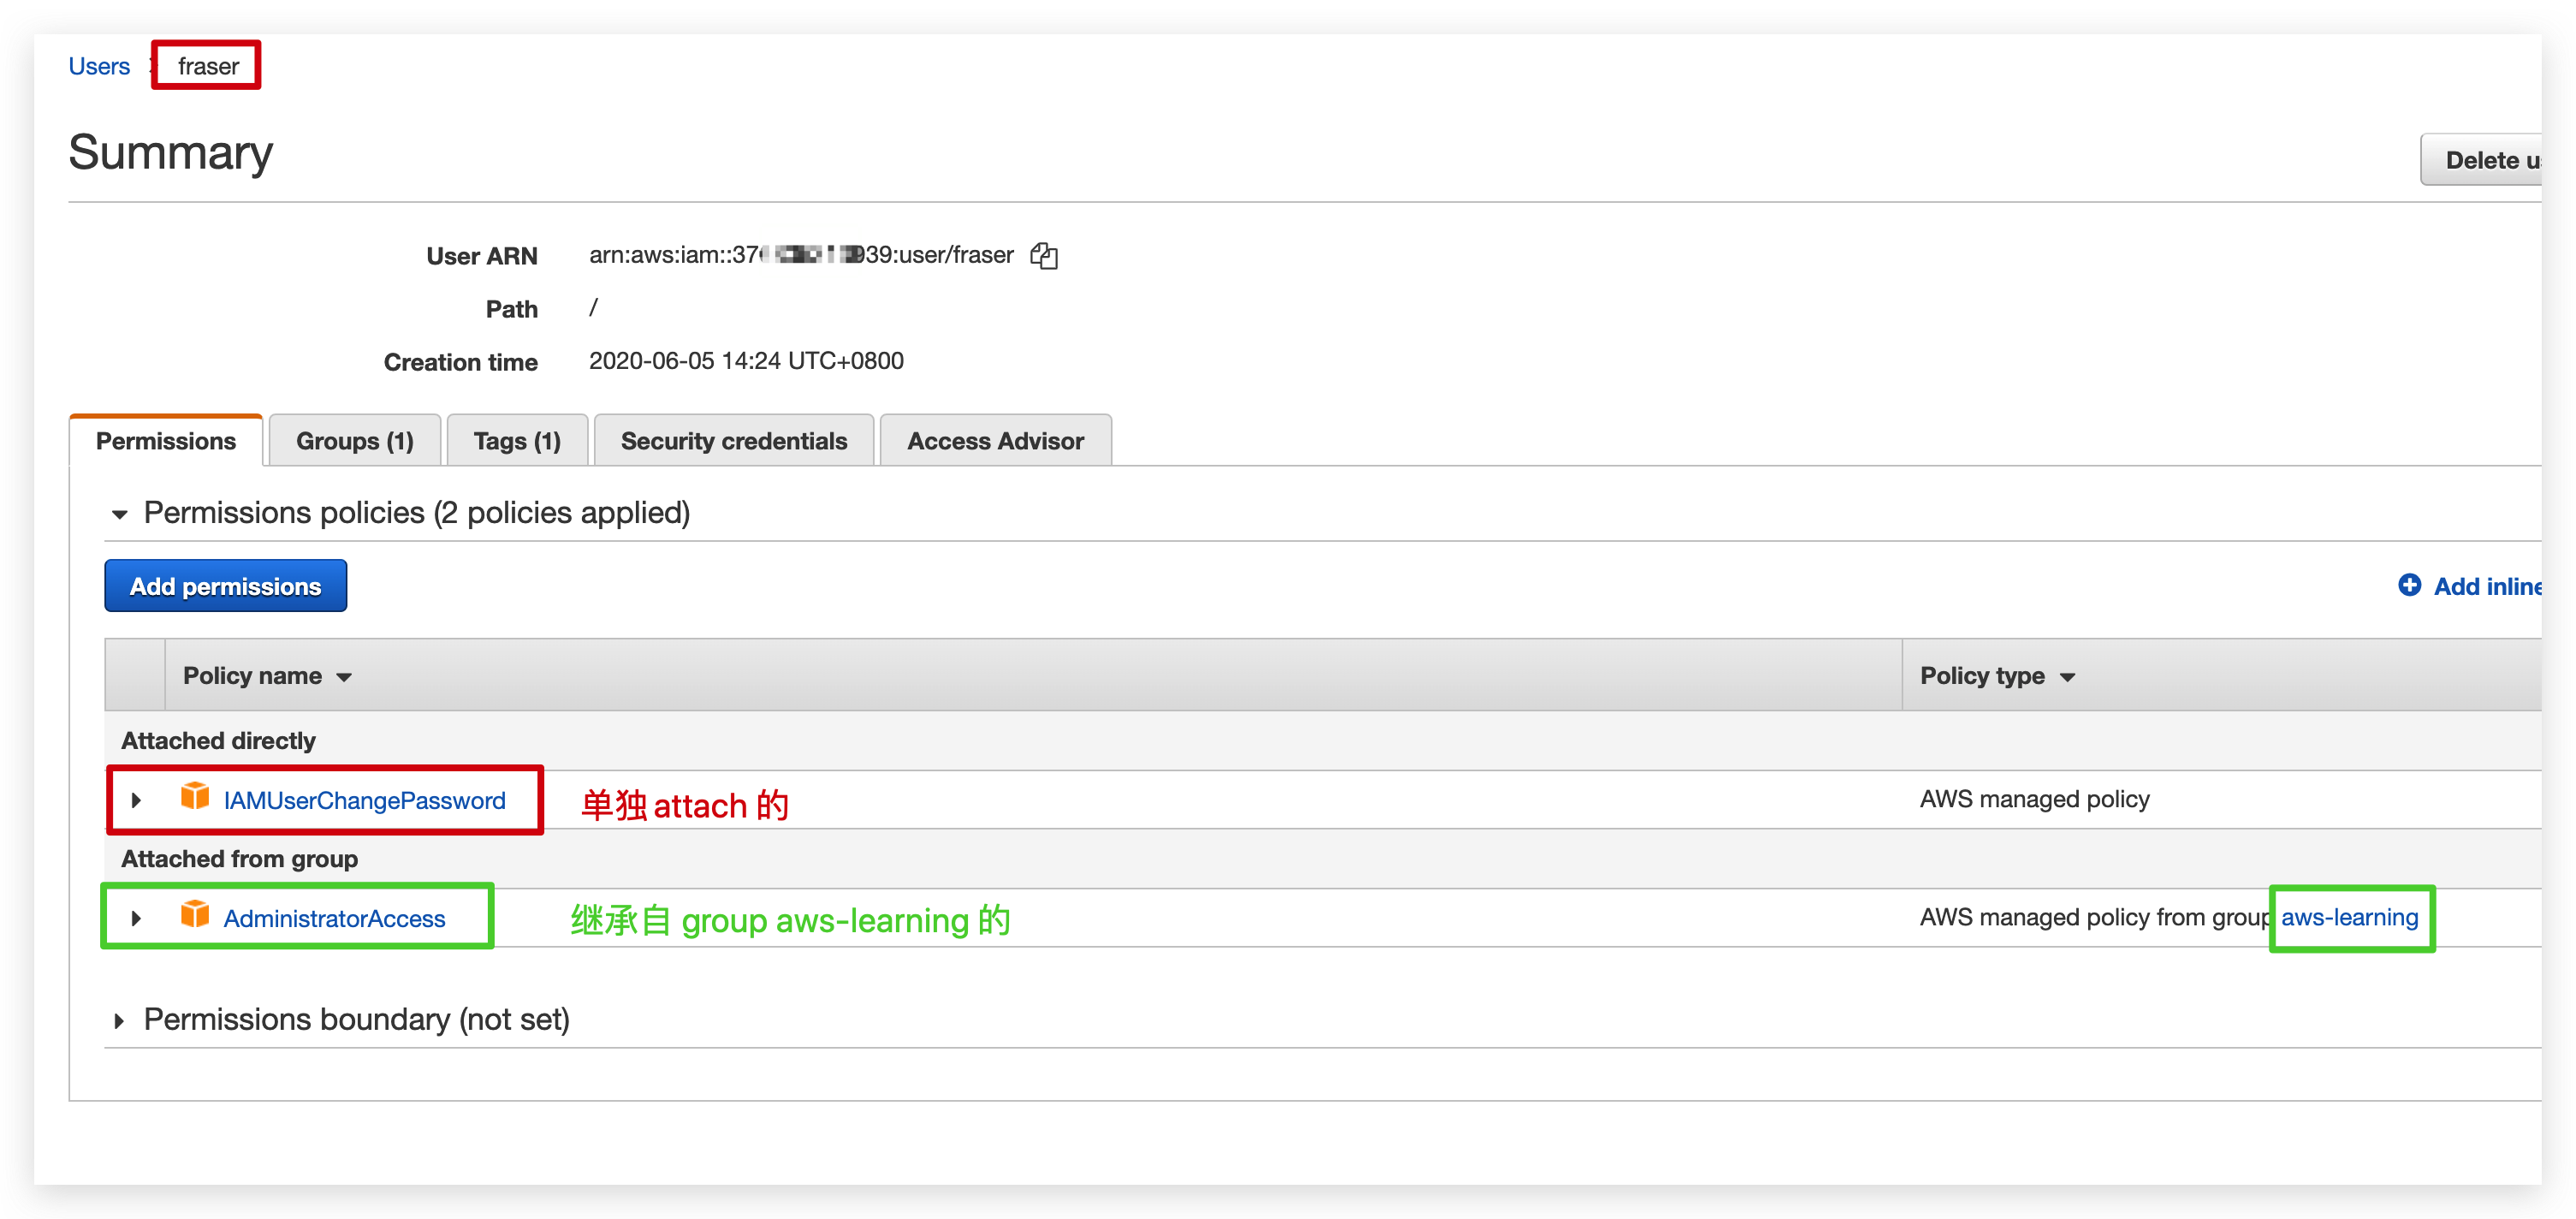 Users fraser
Summary
Delete
User ARN arn:aws:iam::37 939:user/fraser
Path /
Creation time 2020-06-05 14:24 UTC+0800
Permissions Groups (1) Tags (1) Security credentials Access Advisor
Permissions policies (2 policies applied)
Add permissions Add inline
Policy name Policy type
Attached directly
IAMUserChangePassword 单独 attach 的 AWS managed policy
Attached from group
AdministratorAccess 继承自 group aws-learning 的 AWS managed policy from group aws-learning
Permissions boundary (not set)